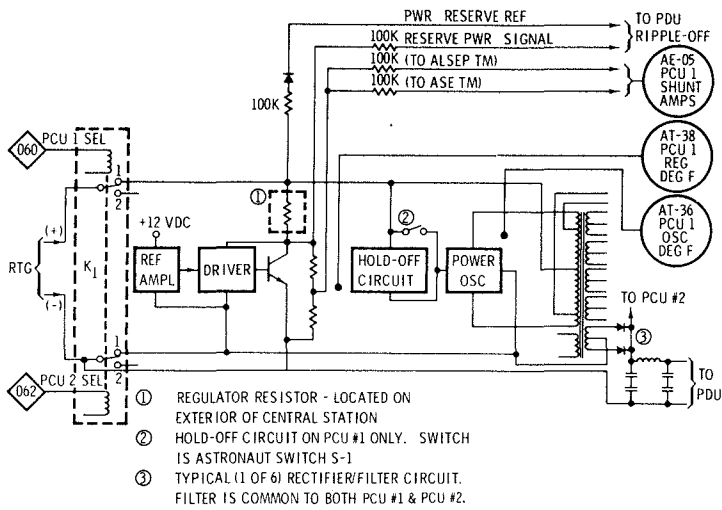 PWR RESERVE REF
TO PDU
RIPPLE-OFF
100K RESERVE PWR SIGNAL
100K (TO ALSEP TM)
100K (TO ASE TM)
AE-05
PCU 1
SHUNT
AMPS
100K
060
PCU 1 SEL
AT-38
PCU 1
REG
DEG F
1
2
①
②
AT-36
PCU 1
OSC
DEG F
(+)
+12 VDC
RTG
K1
REF
AMPL
DRIVER
HOLD-OFF
CIRCUIT
POWER
OSC
(-)
TO PCU #2
1
2
③
062
PCU 2 SEL
TO
PDU
① REGULATOR RESISTOR - LOCATED ON
EXTERIOR OF CENTRAL STATION
② HOLD-OFF CIRCUIT ON PCU #1 ONLY. SWITCH
IS ASTRONAUT SWITCH S-1
③ TYPICAL (1 OF 6) RECTIFIER/FILTER CIRCUIT.
FILTER IS COMMON TO BOTH PCU #1 & PCU #2.